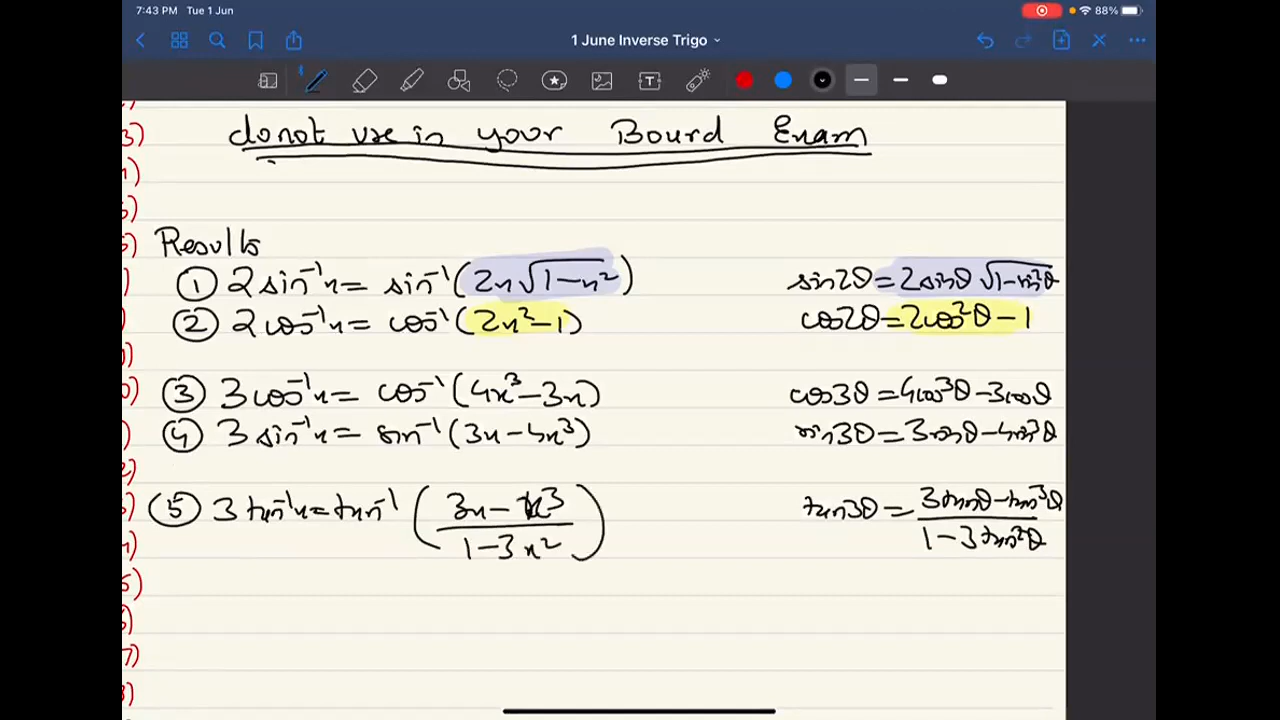 7:43 PM Tue 1 Jun 88%
1 June Inverse Trigo
do not use in your Board Exam
Results
① 2 sin⁻¹x = sin⁻¹(2x√1-x²) sin2θ = 2sinθ √1-sin²θ
② 2 cos⁻¹x = cos⁻¹(2x²-1) cos2θ = 2cos²θ - 1
③ 3 cos⁻¹x = cos⁻¹(4x³-3x) cos3θ = 4cos³θ - 3cosθ
④ 3 sin⁻¹x = sin⁻¹(3x-4x³) sin3θ = 3sinθ - 4sin³θ
⑤ 3 tan⁻¹x = tan⁻¹(3x-x³ / 1-3x²) tan3θ = 3tanθ - tan³θ / 1-3tan²θ